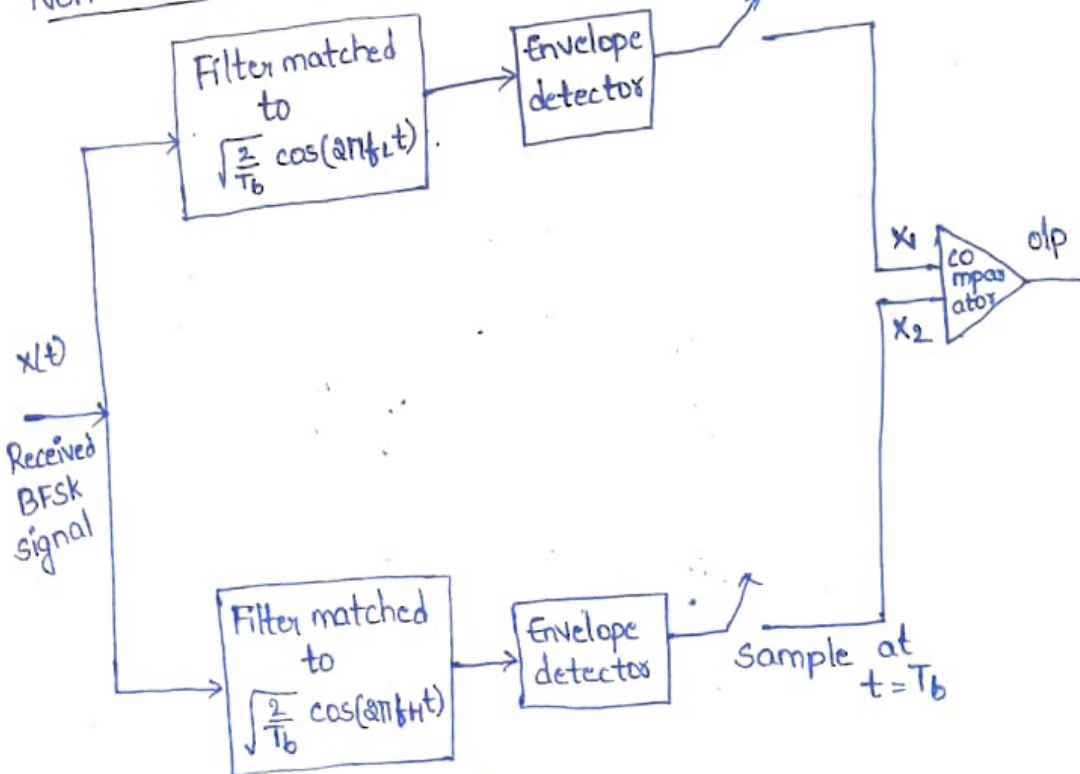 Filter matched
to
√2/Tb cos(2πfLt)
Envelope
detector
x(t)
Received
BFSK
signal
X1
X2
co
mpar
ator
o/p
Filter matched
to
√2/Tb cos(2πfHt)
Envelope
detector
Sample at
t=Tb